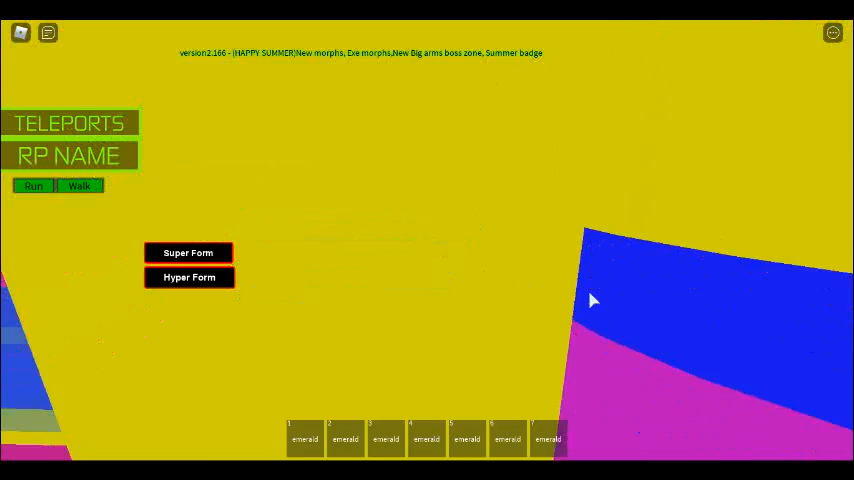 version2.166 - (HAPPY SUMMER)New morphs, Exe morphs,New Big arms boss zone, Summer badge
TELEPORTS
RP NAME
Run Walk
Super Form
Hyper Form
1 2 3 4 5 6 7
emerald emerald emerald emerald emerald emerald emerald